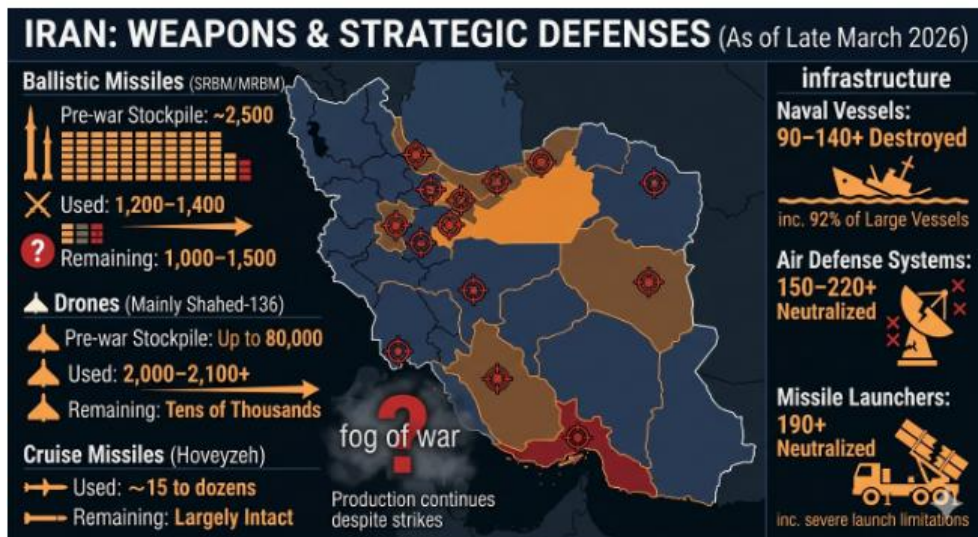 IRAN: WEAPONS & STRATEGIC DEFENSES (As of Late March 2026)
Ballistic Missiles (SRBM/MRBM)
Pre-war Stockpile: ~2,500
Used: 1,200–1,400
?
Remaining: 1,000–1,500
Drones (Mainly Shahed-136)
Pre-war Stockpile: Up to 80,000
Used: 2,000–2,100+
Remaining: Tens of Thousands
Cruise Missiles (Hoveyzeh)
Used: ~15 to dozens
Remaining: Largely Intact
?
fog of war
Production continues
despite strikes
infrastructure
Naval Vessels:
90–140+ Destroyed
inc. 92% of Large Vessels
Air Defense Systems:
150–220+
Neutralized
Missile Launchers:
190+
Neutralized
inc. severe launch limitations